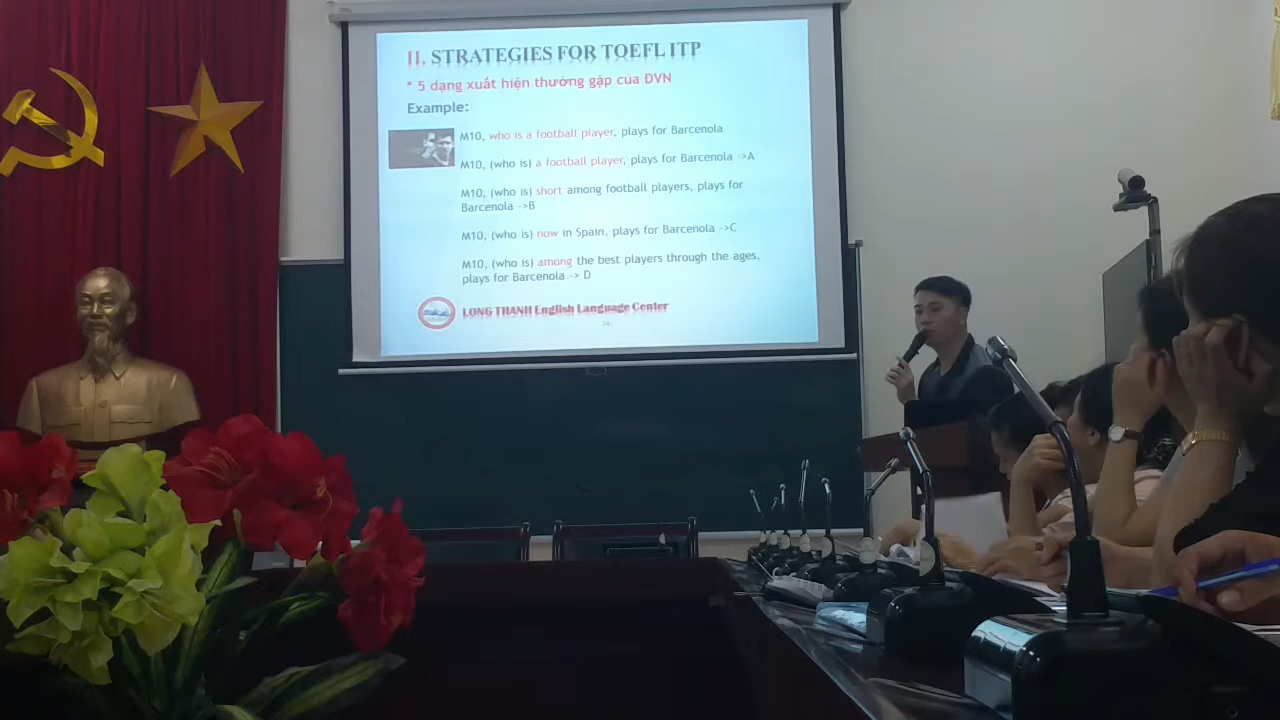 II. STRATEGIES FOR TOEFL ITP
* 5 dạng xuất hiện thường gặp của ĐVN
Example:
M10, who is a football player, plays for Barcenola
M10, (who is) a football player, plays for Barcenola ->A
M10, (who is) short among football players, plays for
Barcenola ->B
M10, (who is) now in Spain, plays for Barcenola ->C
M10, (who is) among the best players through the ages,
plays for Barcenola -> D
LONG THANH English Language Center
24